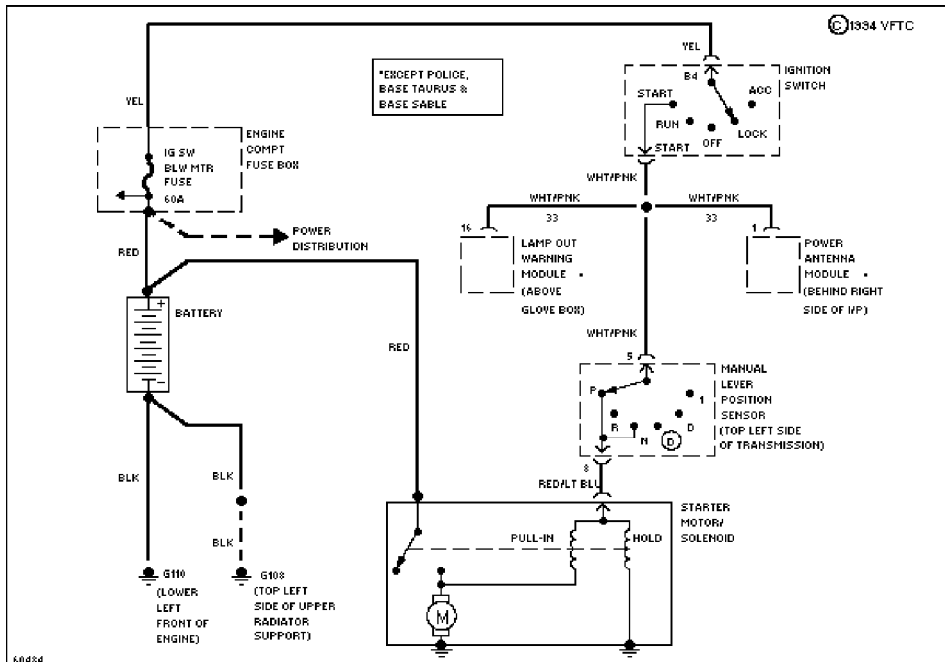 © 1994 VFTC
YEL
*EXCEPT POLICE,
BASE TAURUS &
BASE SABLE
YEL
B4
IGNITION
SWITCH
START
ACC
RUN
OFF
LOCK
START
ENGINE
COMPT
FUSE BOX
IG SW
BLW MTR
FUSE
60A
POWER
DISTRIBUTION
RED
WHT/PNK
WHT/PNK
33
WHT/PNK
33
16
LAMP OUT
WARNING
MODULE *
(ABOVE
GLOVE BOX)
1
POWER
ANTENNA
MODULE *
(BEHIND RIGHT
SIDE OF I/P)
+
BATTERY
-
RED
WHT/PNK
5
MANUAL
LEVER
POSITION
SENSOR
(TOP LEFT SIDE
OF TRANSMISSION)
P
R
N
D
D
1
8
RED/LT BLU
BLK
BLK
BLK
STARTER
MOTOR/
SOLENOID
PULL-IN
HOLD
M
G110
(LOWER
LEFT
FRONT OF
ENGINE)
G108
(TOP LEFT
SIDE OF UPPER
RADIATOR
SUPPORT)
60484